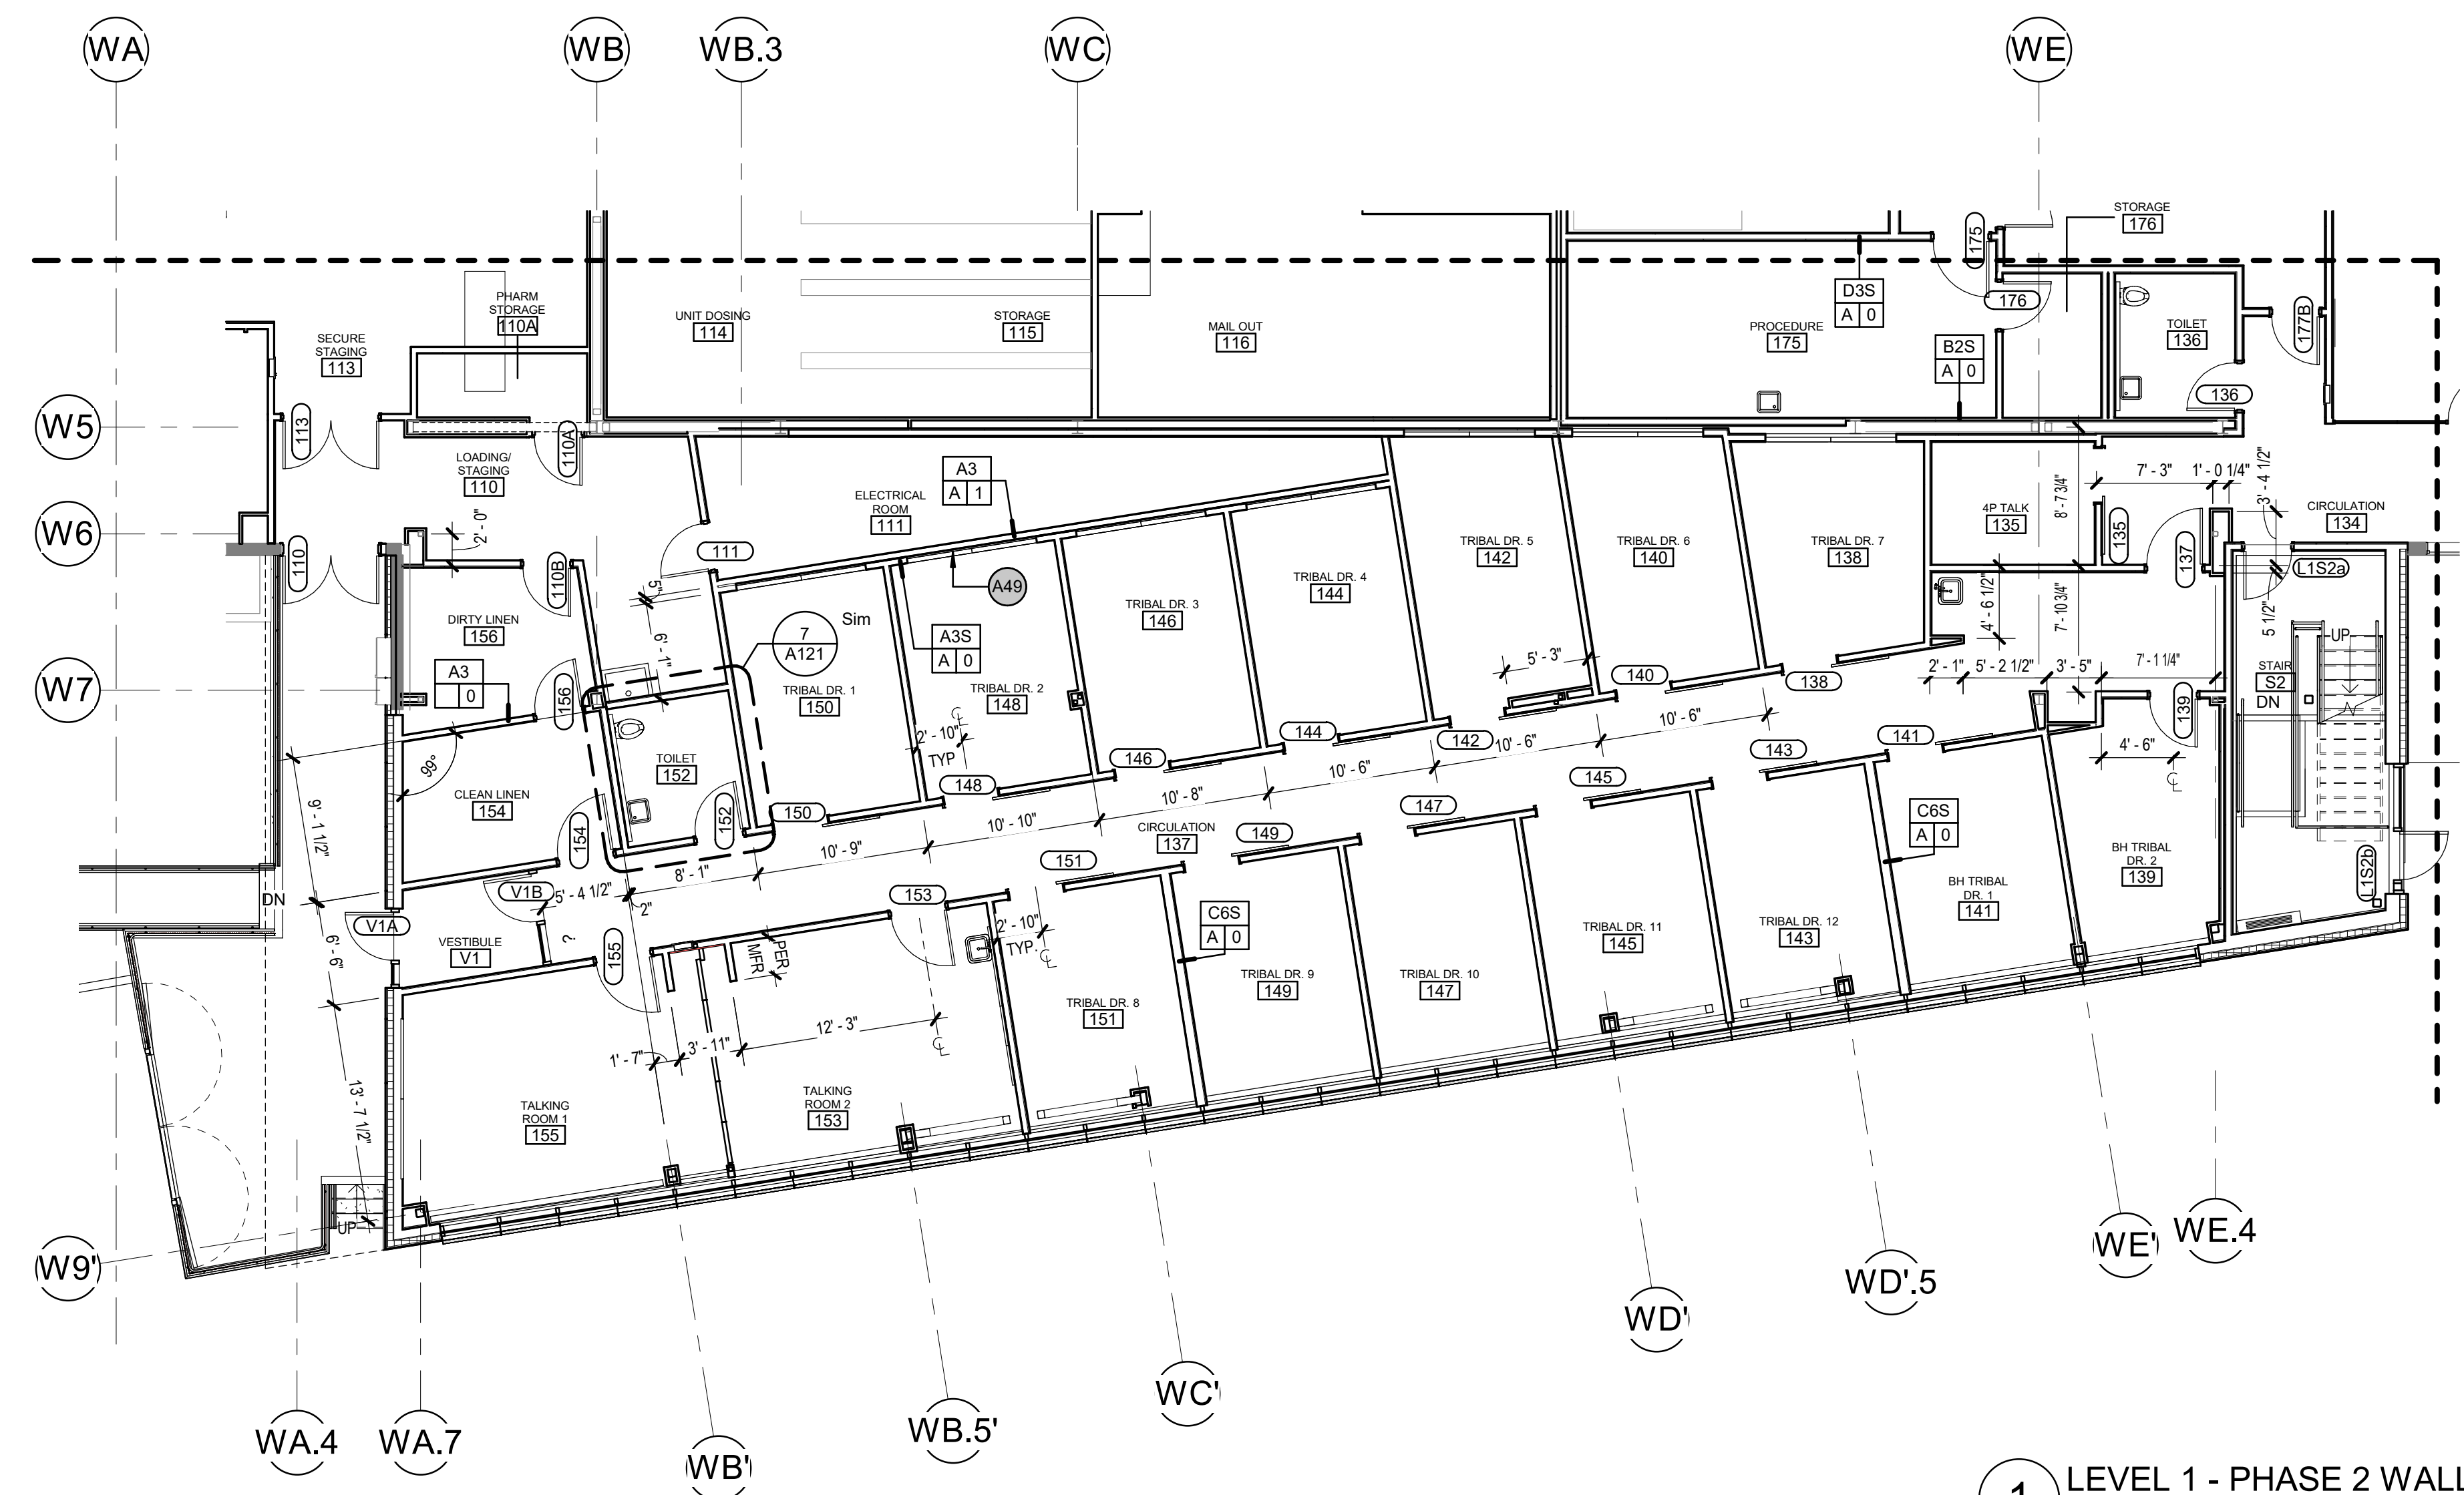 WA
WB
WB.3
WC
WE
W5
W6
W7
W9'
STORAGE
176
175
PHARM
STORAGE
110A
SECURE
STAGING
113
UNIT DOSING
114
STORAGE
115
MAIL OUT
116
D3S
A 0
PROCEDURE
175
B2S
A 0
176
TOILET
136
177B
136
113
110A
LOADING/
STAGING
110
A3
A 1
ELECTRICAL
ROOM
111
7' - 3"
1' - 0 1/4"
3' - 4 1/2"
8' - 7 3/4"
4P TALK
135
CIRCULATION
134
2' - 0"
110
110B
111
135
137
L1S2a
TRIBAL DR. 5
142
TRIBAL DR. 6
140
TRIBAL DR. 7
138
TRIBAL DR. 4
144
TRIBAL DR. 3
146
A49
5"
7
A121
Sim
6' - 1"
A3S
A 0
DIRTY LINEN
156
A3
0
156
4' - 6 1/2"
7' - 10 3/4"
5 1/2"
UP
STAIR
S2
DN
TRIBAL DR. 1
150
TRIBAL DR. 2
148
5' - 3"
140
138
2' - 1"
5' - 2 1/2"
3' - 5"
7' - 1 1/4"
139
2' - 10"
TYP
146
144
142
10' - 6"
10' - 6"
10' - 6"
143
141
4' - 6"
99°
TOILET
152
148
150
152
154
CLEAN LINEN
154
9' - 1 1/2"
10' - 8"
10' - 10"
10' - 9"
8' - 1"
5' - 4 1/2"
2"
CIRCULATION
137
145
147
149
151
153
C6S
A 0
BH TRIBAL
DR. 2
139
BH TRIBAL
DR. 1
141
L1S2b
DN
V1B
V1A
VESTIBULE
V1
?
155
6' - 6"
PER
MFR
2' - 10"
TYP.
C6S
A 0
TRIBAL DR. 12
143
TRIBAL DR. 11
145
TRIBAL DR. 10
147
TRIBAL DR. 9
149
TRIBAL DR. 8
151
12' - 3"
3' - 11"
1' - 7"
13' - 7 1/2"
TALKING
ROOM 1
155
TALKING
ROOM 2
153
UP
WE.4
WE'
WD'.5
WD'
WC'
WB.5'
WB'
WA.4
WA.7
1
LEVEL 1 - PHASE 2 WALL